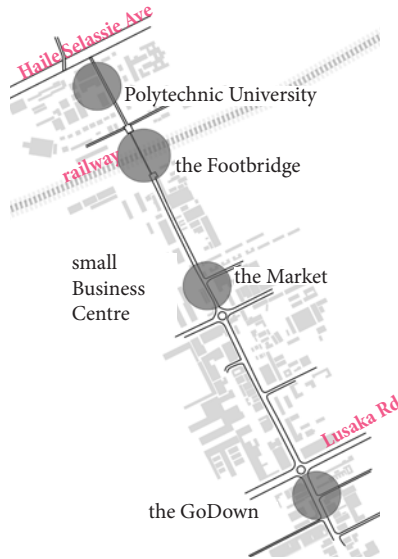 Haile Selassie Ave
Polytechnic University
railway
the Footbridge
small
Business
Centre
the Market
Lusaka Rd
the GoDown